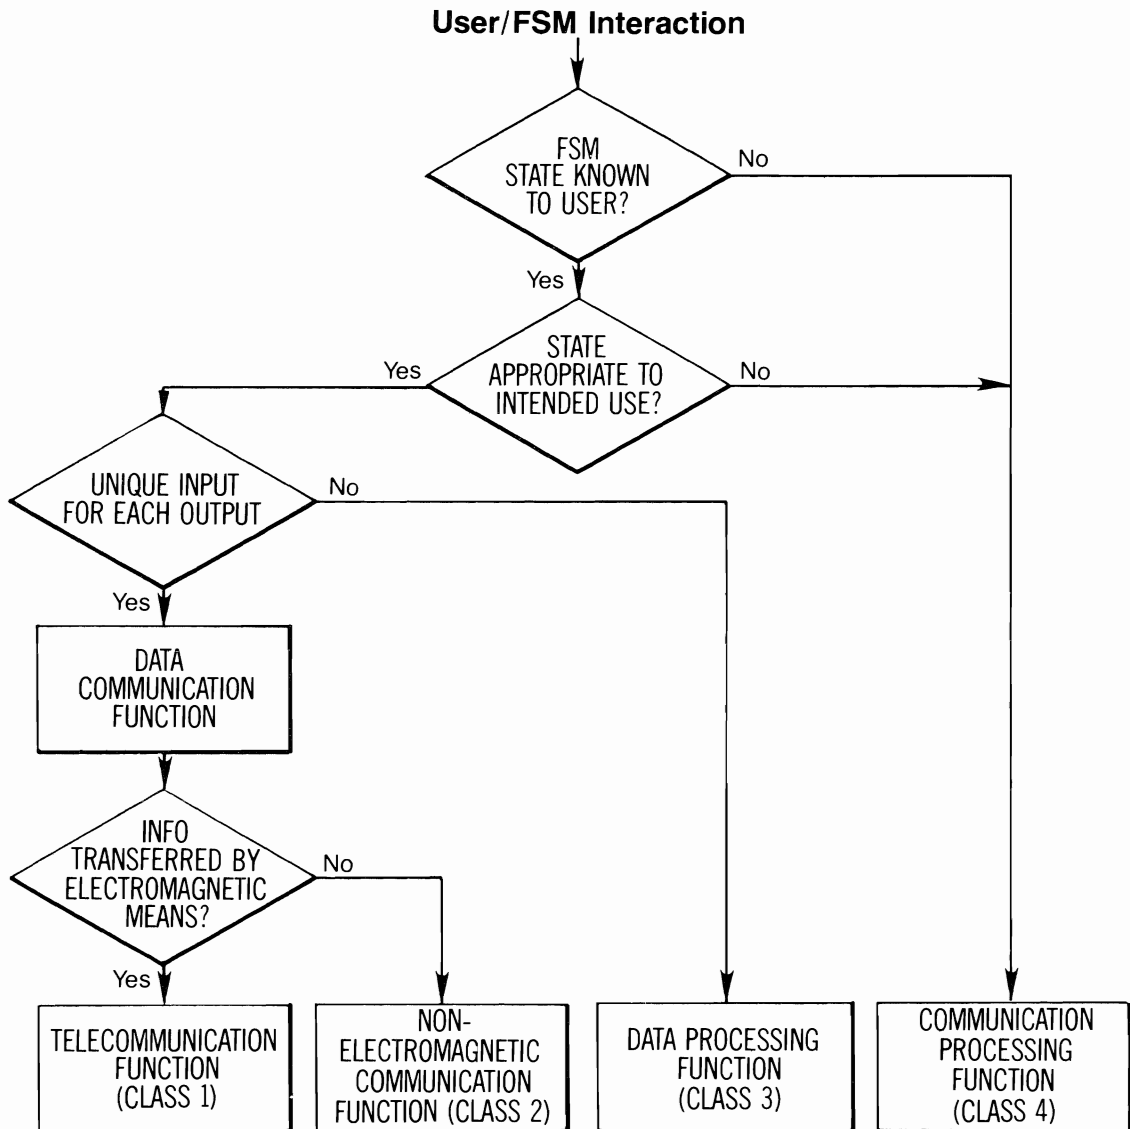 User/FSM Interaction
FSM
STATE KNOWN
TO USER?
No
Yes
STATE
APPROPRIATE TO
INTENDED USE?
Yes
No
UNIQUE INPUT
FOR EACH OUTPUT
No
Yes
DATA
COMMUNICATION
FUNCTION
INFO
TRANSFERRED BY
ELECTROMAGNETIC
MEANS?
No
Yes
TELECOMMUNICATION
FUNCTION
(CLASS 1)
NON-
ELECTROMAGNETIC
COMMUNICATION
FUNCTION (CLASS 2)
DATA PROCESSING
FUNCTION
(CLASS 3)
COMMUNICATION
PROCESSING
FUNCTION
(CLASS 4)